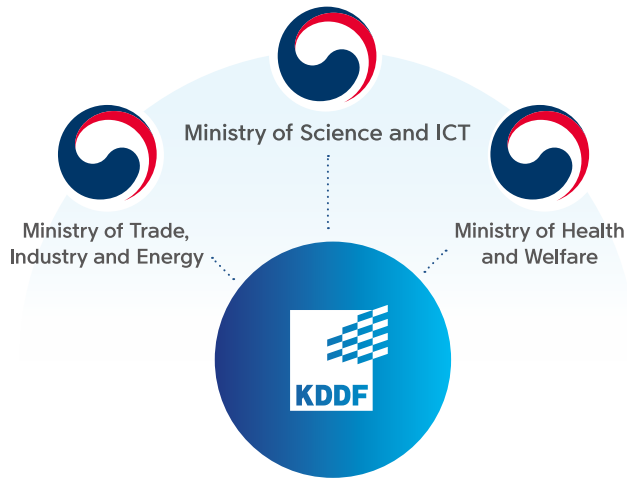 Ministry of Science and ICT
Ministry of Trade,
Industry and Energy
Ministry of Health
and Welfare
KDDF